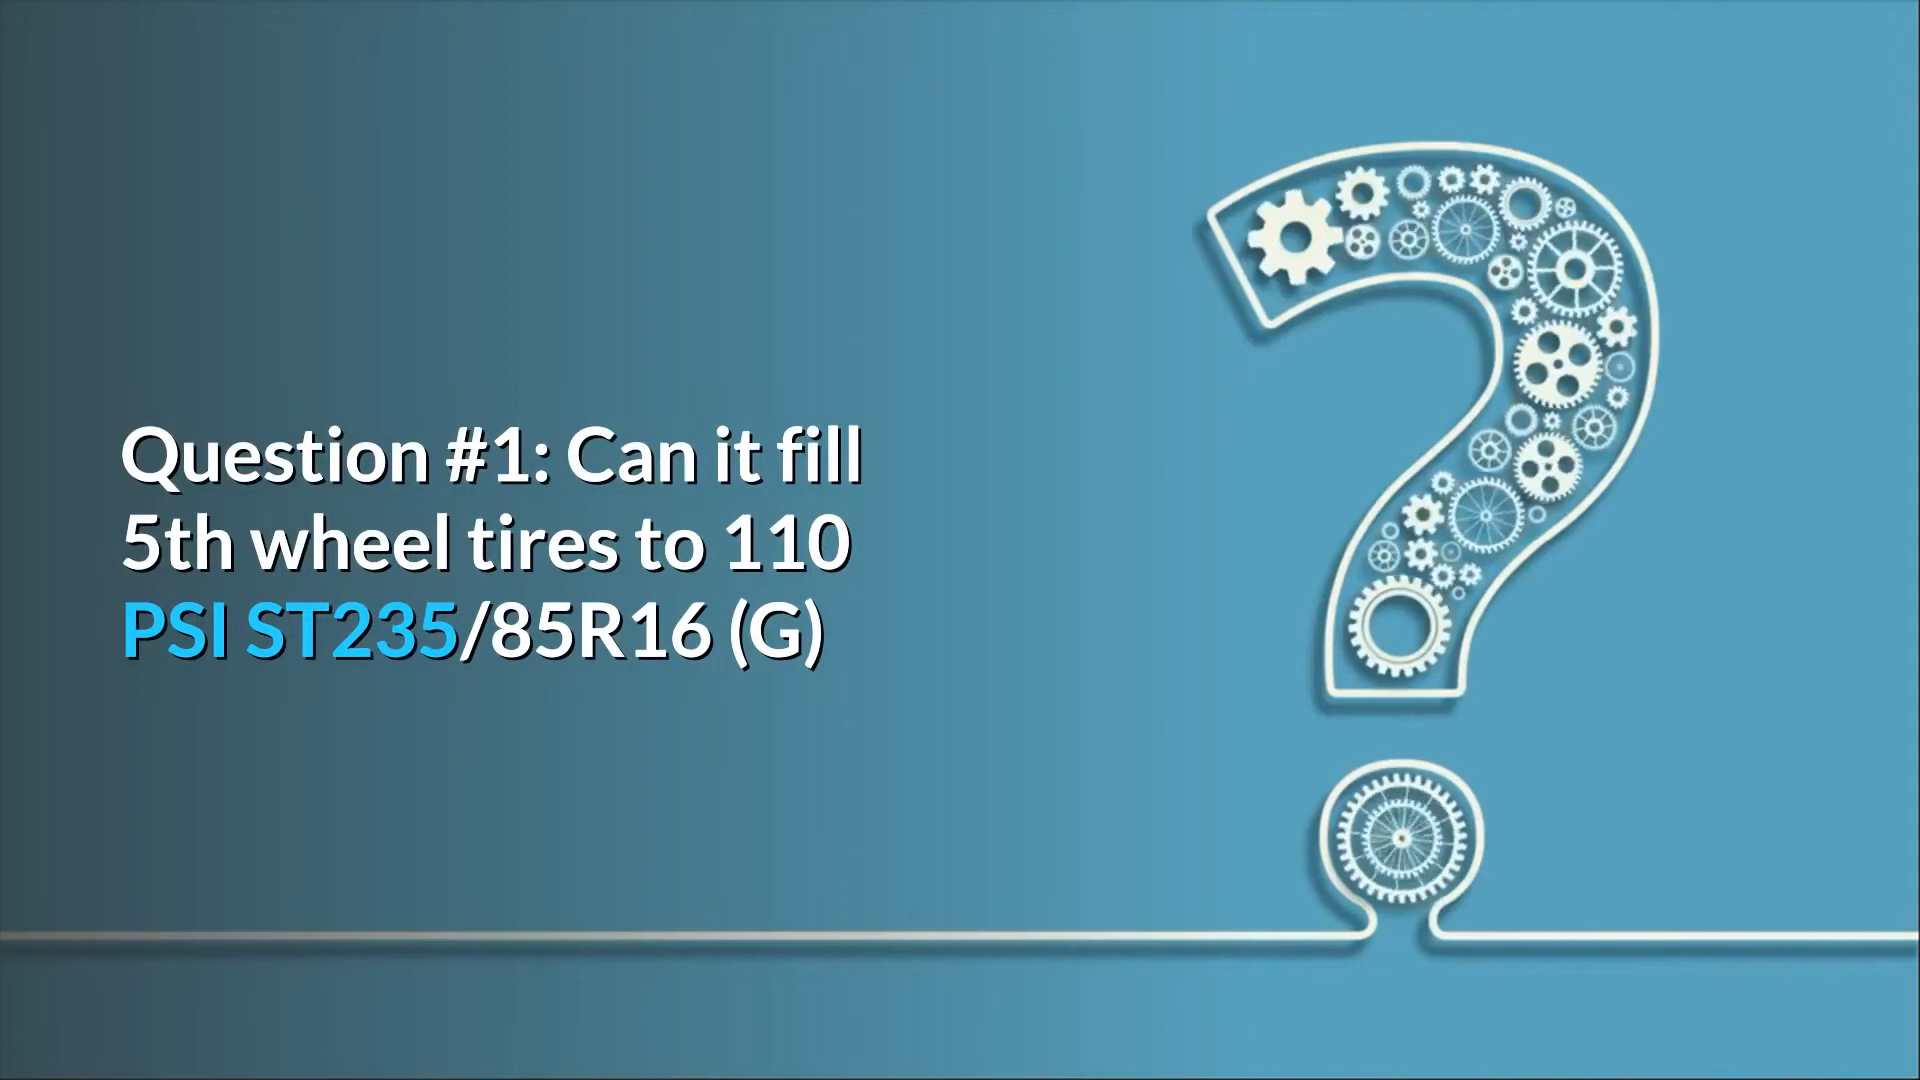 Question #1: Can it fill
5th wheel tires to 110
PSI ST235/85R16 (G)